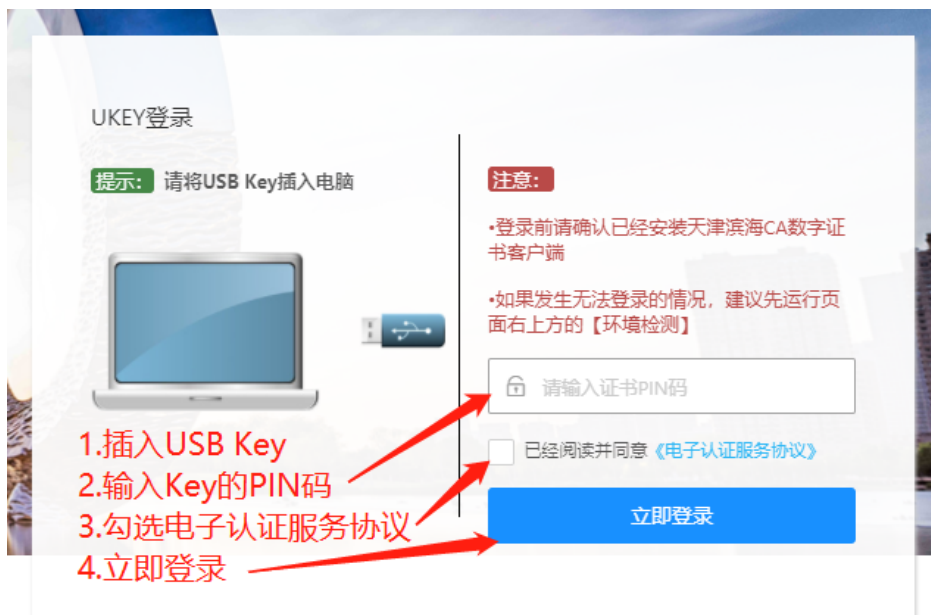 UKEY登录
提示： 请将USB Key插入电脑
注意：
•登录前请确认已经安装天津滨海CA数字证
书客户端
•如果发生无法登录的情况，建议先运行页
面右上方的【环境检测】
请输入证书PIN码
已经阅读并同意《电子认证服务协议》
立即登录
1.插入USB Key
2.输入Key的PIN码
3.勾选电子认证服务协议
4.立即登录